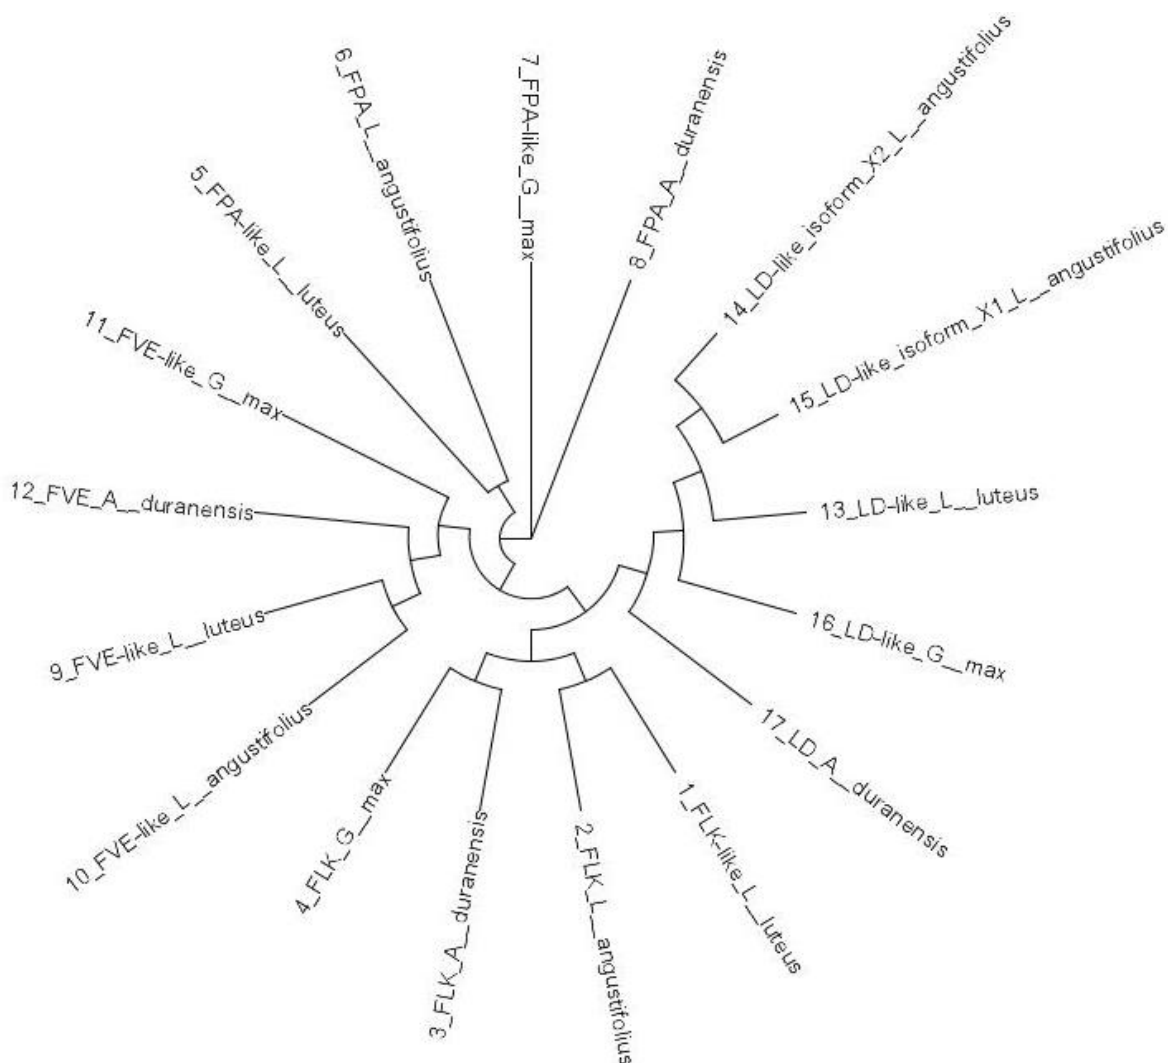 6_FPA_L__angustifolius
7_FPA-like_G__max
8_FPA_A__duranensis
14_LD-like_isoform_X2_L_angustifolius
5_FPA-like_L__luteus
15_LD-like_isoform_X1_L__angustifolius
11_FVE-like_G__max
12_FVE_A__duranensis
13_LD-like_L__luteus
9_FVE-like_L__luteus
16_LD-like_G__max
10_FVE-like_L__angustifolius
17_LD_A__duranensis
4_FLK_G__max
3_FLK_A__duranensis
2_FLK_L__angustifolius
1_FLK-like_L__luteus